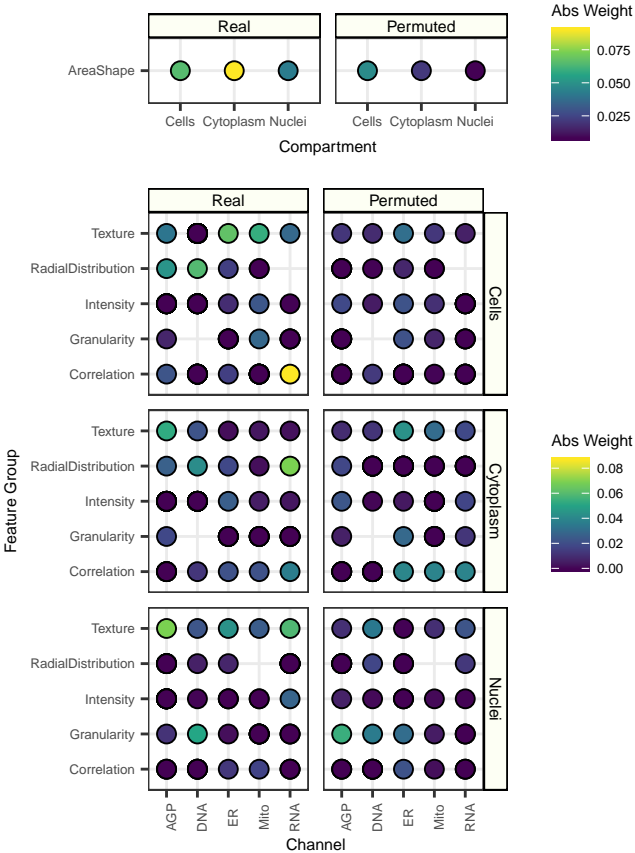 Real Permuted
AreaShape
Cells Cytoplasm Nuclei Cells Cytoplasm Nuclei
Compartment
Abs Weight
0.075
0.050
0.025
Real Permuted
Feature Group
Texture
RadialDistribution
Intensity
Granularity
Correlation
Cells
Texture
RadialDistribution
Intensity
Granularity
Correlation
Cytoplasm
Texture
RadialDistribution
Intensity
Granularity
Correlation
Nuclei
AGP DNA ER Mito RNA AGP DNA ER Mito RNA
Channel
Abs Weight
0.08
0.06
0.04
0.02
0.00